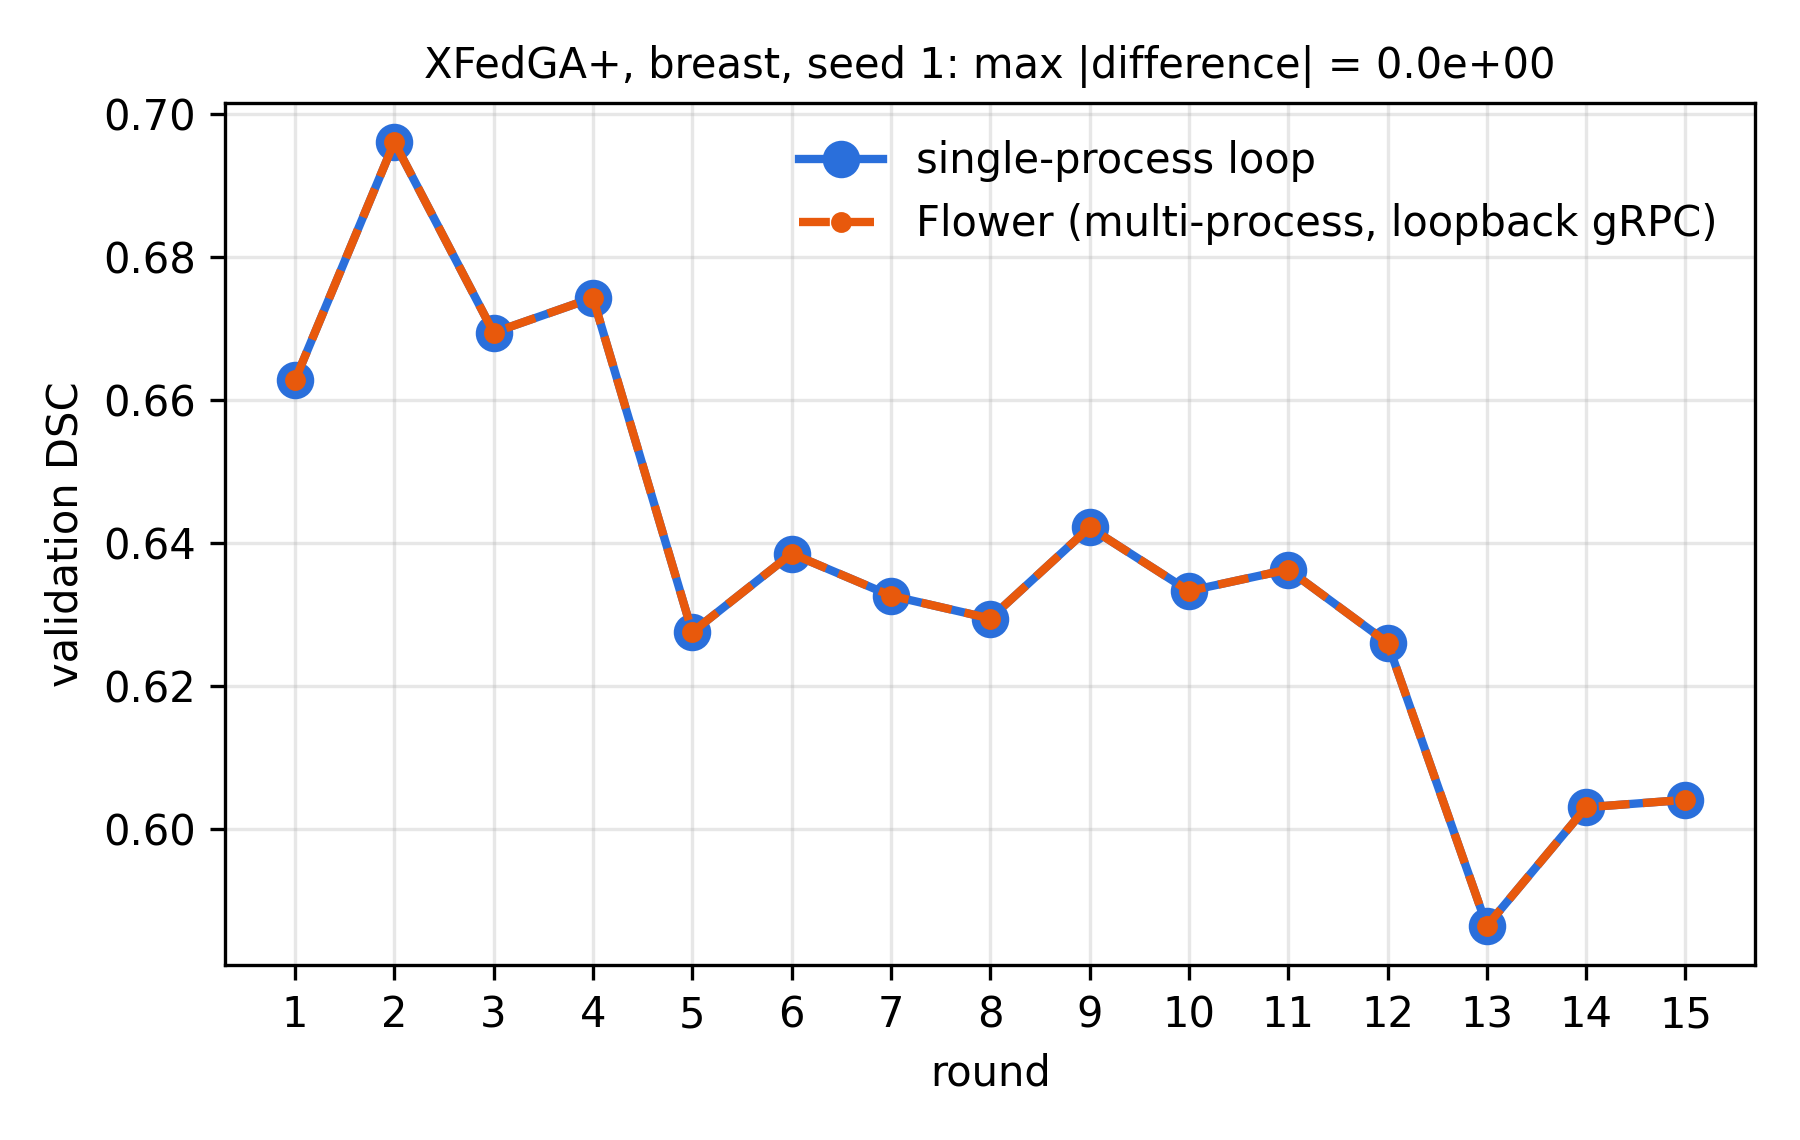 XFedGA+, breast, seed 1: max |difference| = 0.0e+00
0.70
0.68
0.66
0.64
0.62
0.60
validation DSC
single-process loop
Flower (multi-process, loopback gRPC)
1 2 3 4 5 6 7 8 9 10 11 12 13 14 15
round